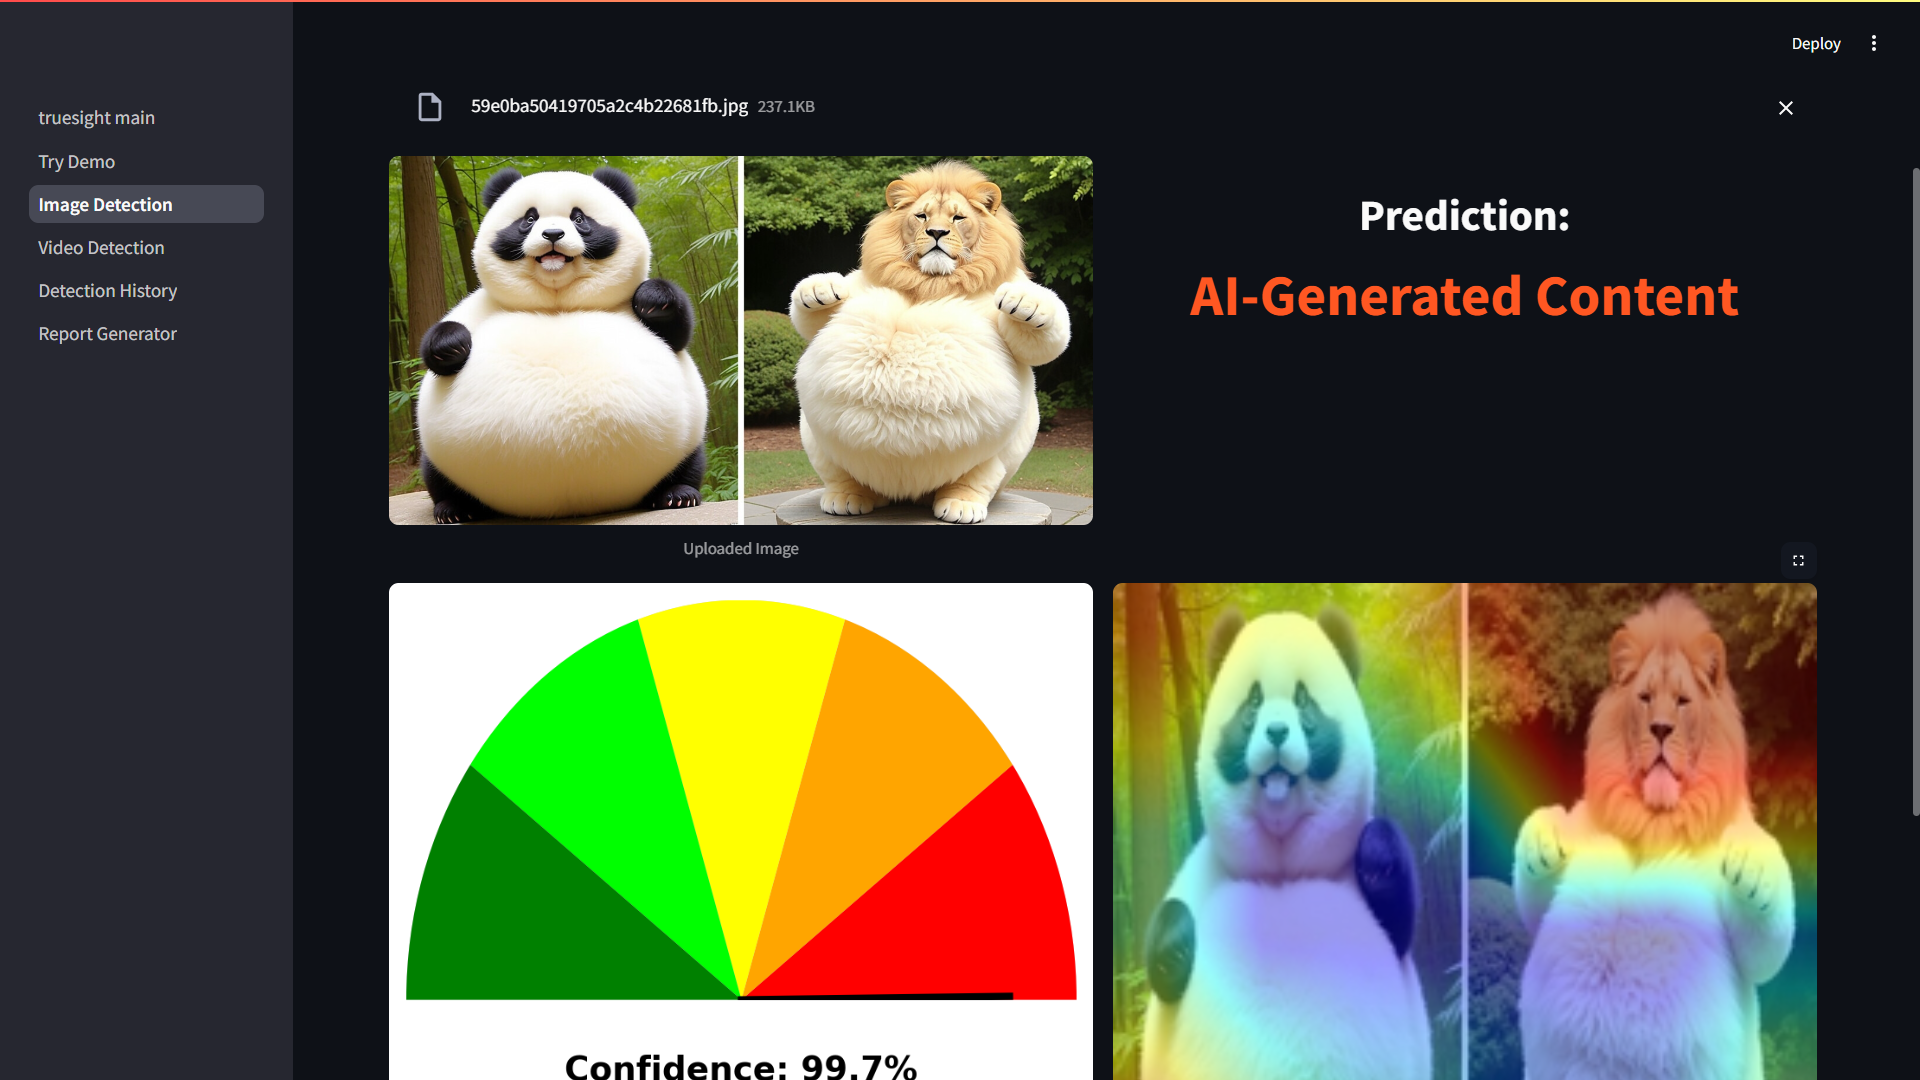 Deploy
truesight main
Try Demo
Image Detection
Video Detection
Detection History
Report Generator
59e0ba50419705a2c4b22681fb.jpg 237.1KB
Prediction:
AI-Generated Content
Uploaded Image
Confidence: 99.7%